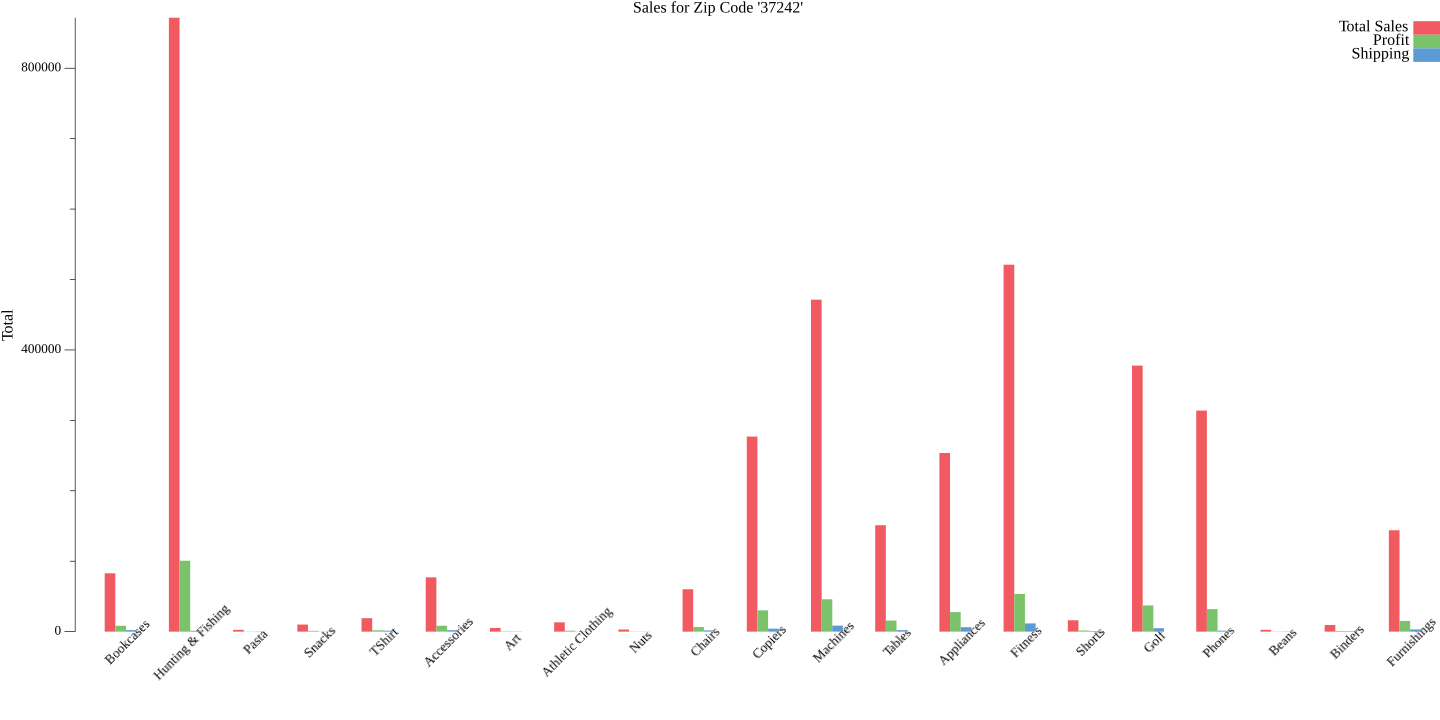 Sales for Zip Code '37242'
Total Sales
Profit
Shipping
800000
400000
0
Total
Bookcases
Hunting & Fishing
Pasta
Snacks
TShirt
Accessories
Art
Athletic Clothing
Nuts
Chairs
Copiers
Machines
Tables
Appliances
Fitness
Shorts
Golf
Phones
Beans
Binders
Furnishings